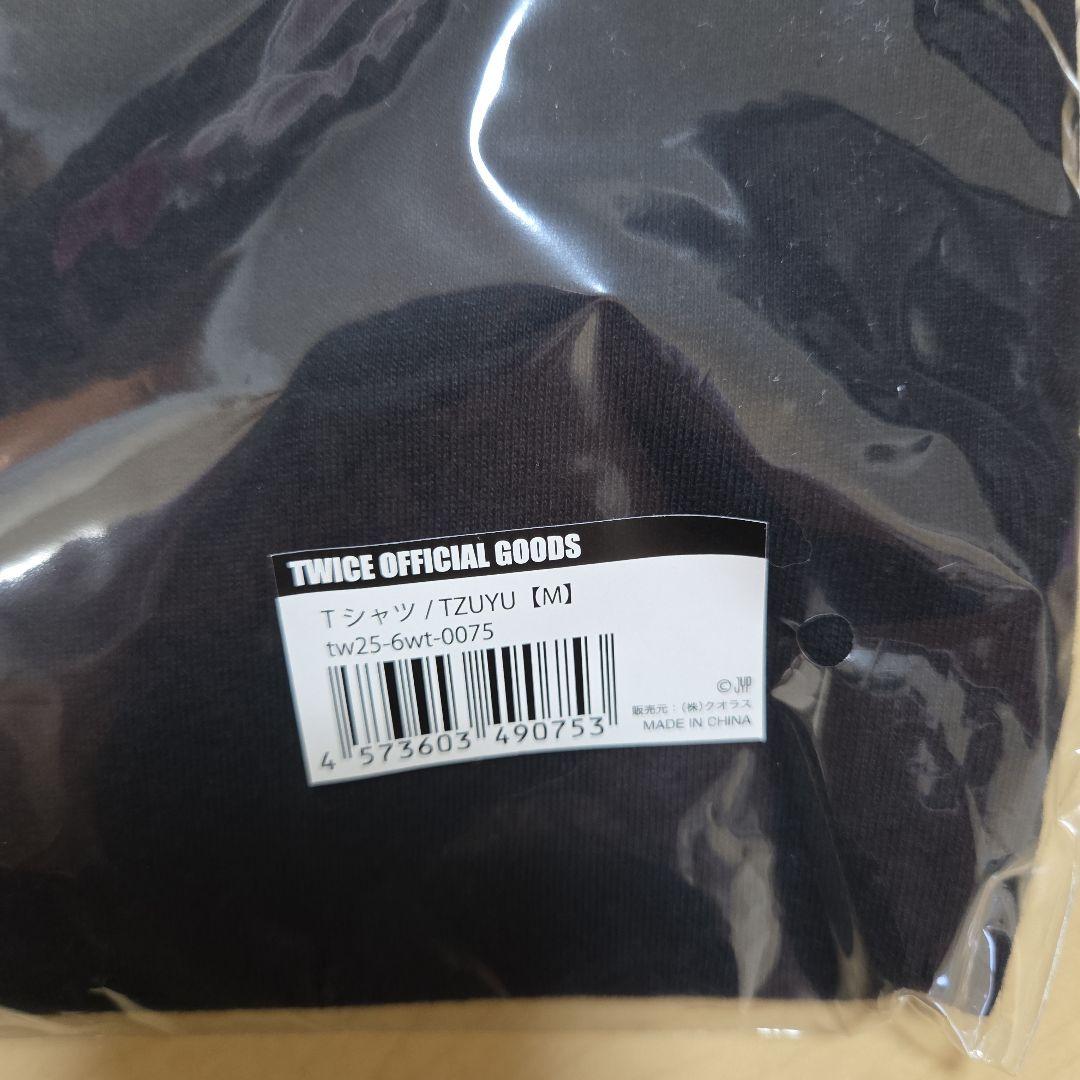 TWICE OFFICIAL GOODS
Tシャツ / TZUYU【M】
tw25-6wt-0075
4 573603 490753
© JYP
販売元：(株)クオラス
MADE IN CHINA